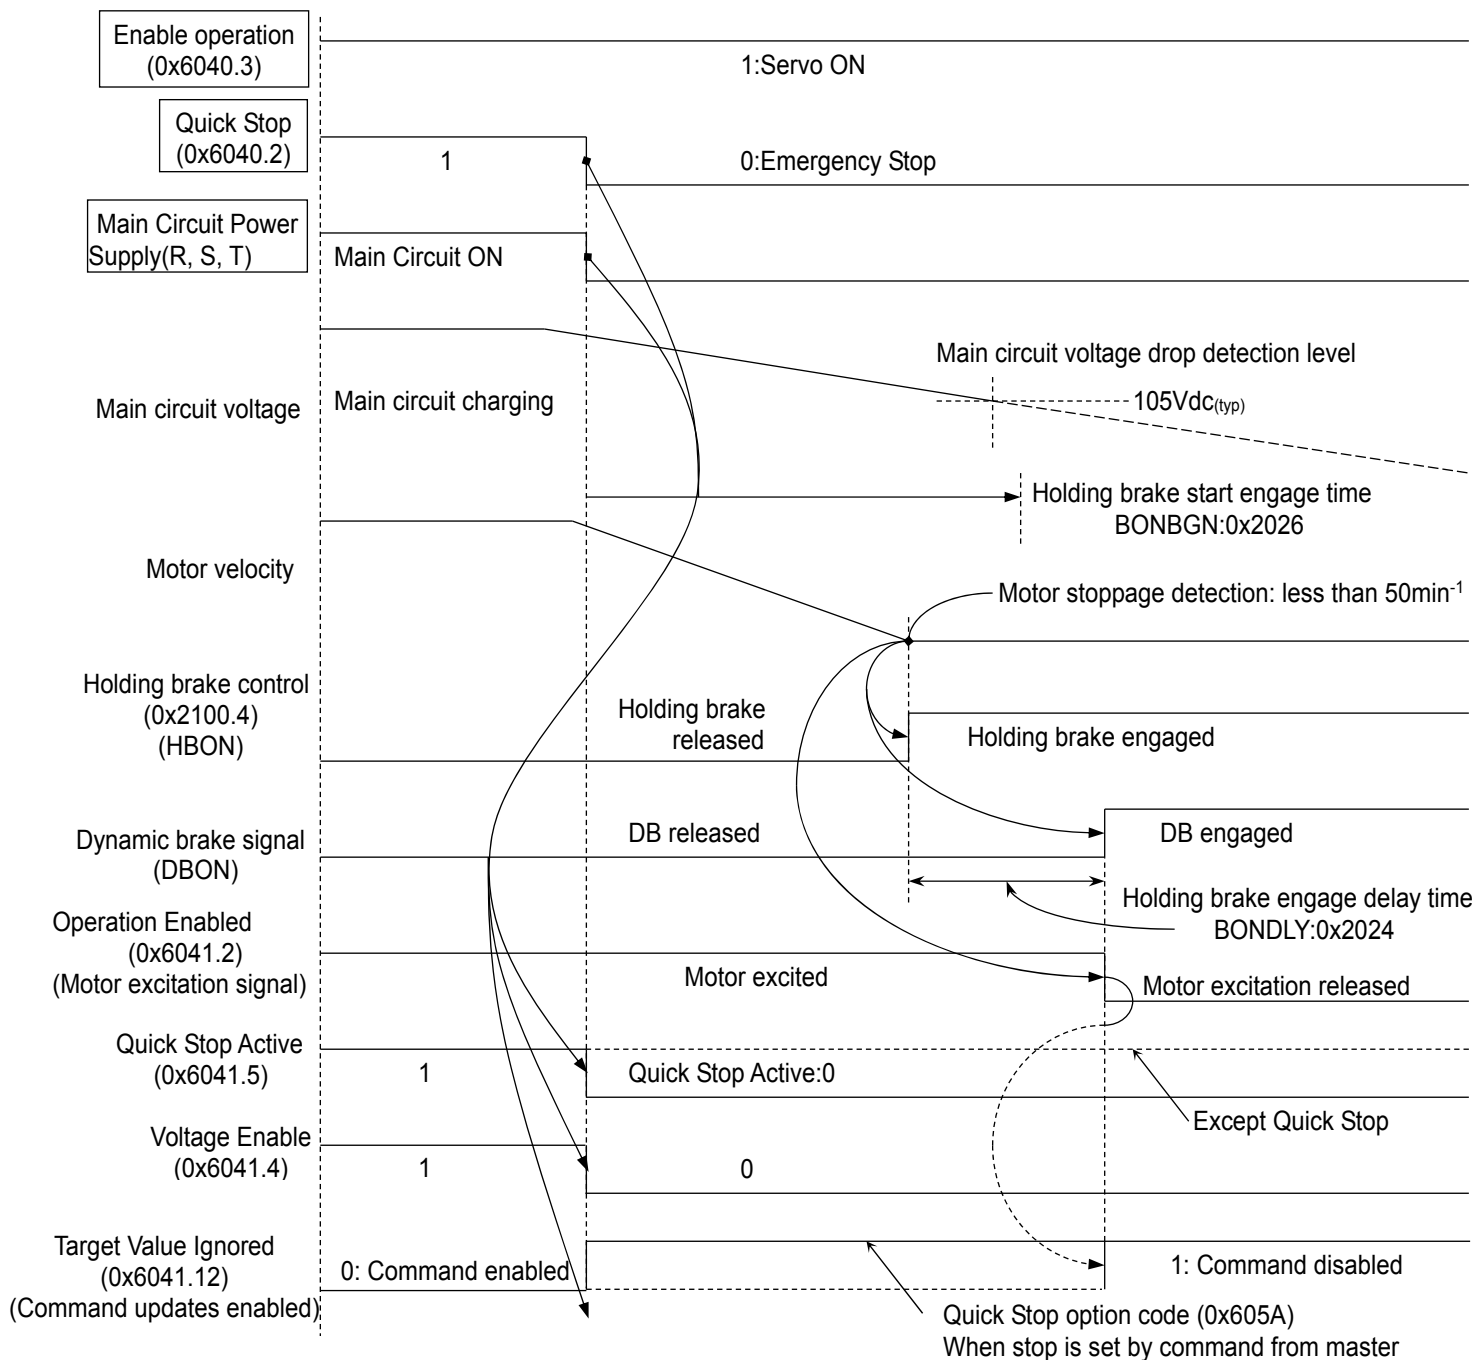 Enable operation
(0x6040.3)
1:Servo ON
Quick Stop
(0x6040.2)
1
0:Emergency Stop
Main Circuit Power
Supply(R, S, T)
Main Circuit ON
Main circuit voltage drop detection level
105Vdc(typ)
Main circuit voltage
Main circuit charging
Holding brake start engage time
BONBGN:0x2026
Motor velocity
Motor stoppage detection: less than 50min-1
Holding brake control
(0x2100.4)
(HBON)
Holding brake
released
Holding brake engaged
Dynamic brake signal
(DBON)
DB released
DB engaged
Holding brake engage delay time
BONDLY:0x2024
Operation Enabled
(0x6041.2)
(Motor excitation signal)
Motor excited
Motor excitation released
Quick Stop Active
(0x6041.5)
1
Quick Stop Active:0
Except Quick Stop
Voltage Enable
(0x6041.4)
1
0
Target Value Ignored
(0x6041.12)
(Command updates enabled)
0: Command enabled
1: Command disabled
Quick Stop option code (0x605A)
When stop is set by command from master